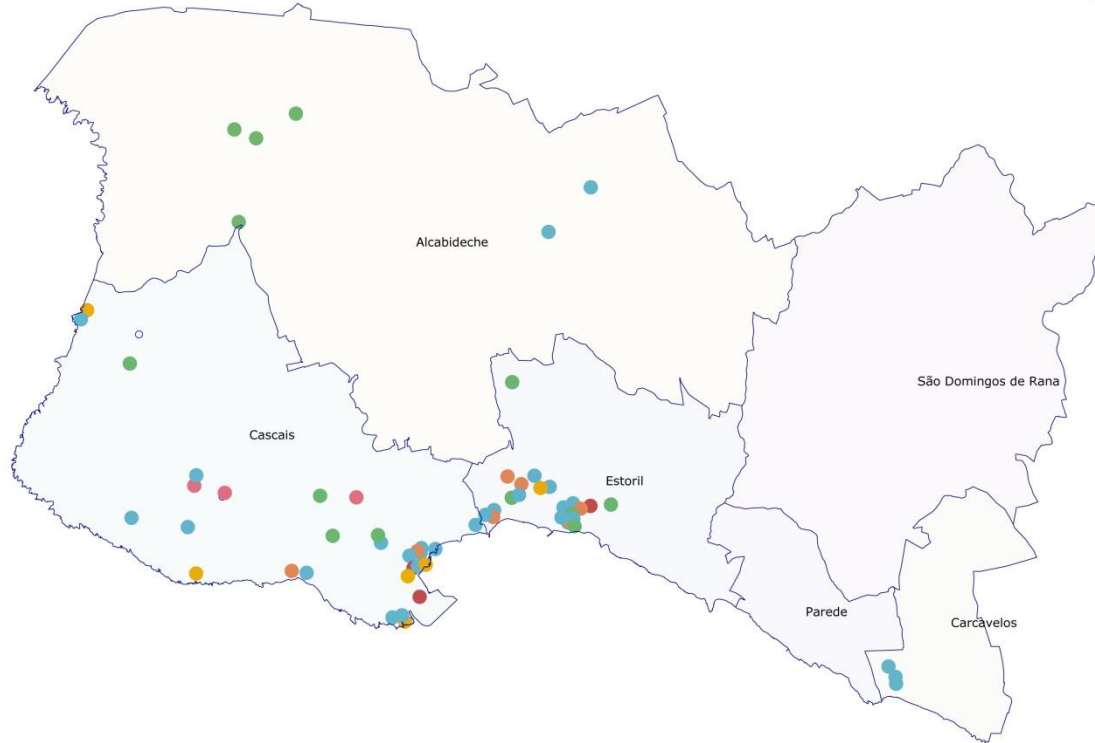 Alcabideche
São Domingos de Rana
Cascais
Estoril
Parede
Carcavelos